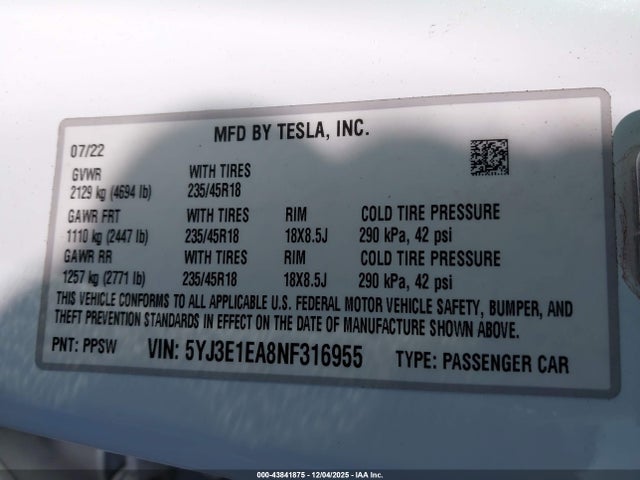 MFD BY TESLA, INC.
07/22
GVWR WITH TIRES
2129 kg (4694 lb) 235/45R18
GAWR FRT WITH TIRES RIM COLD TIRE PRESSURE
1110 kg (2447 lb) 235/45R18 18X8.5J 290 kPa, 42 psi
GAWR RR WITH TIRES RIM COLD TIRE PRESSURE
1257 kg (2771 lb) 235/45R18 18X8.5J 290 kPa, 42 psi
THIS VEHICLE CONFORMS TO ALL APPLICABLE U.S. FEDERAL MOTOR VEHICLE SAFETY, BUMPER, AND
THEFT PREVENTION STANDARDS IN EFFECT ON THE DATE OF MANUFACTURE SHOWN ABOVE.
PNT: PPSW VIN: 5YJ3E1EA8NF316955 TYPE: PASSENGER CAR
000-43841875 - 12/04/2025 - IAA Inc.